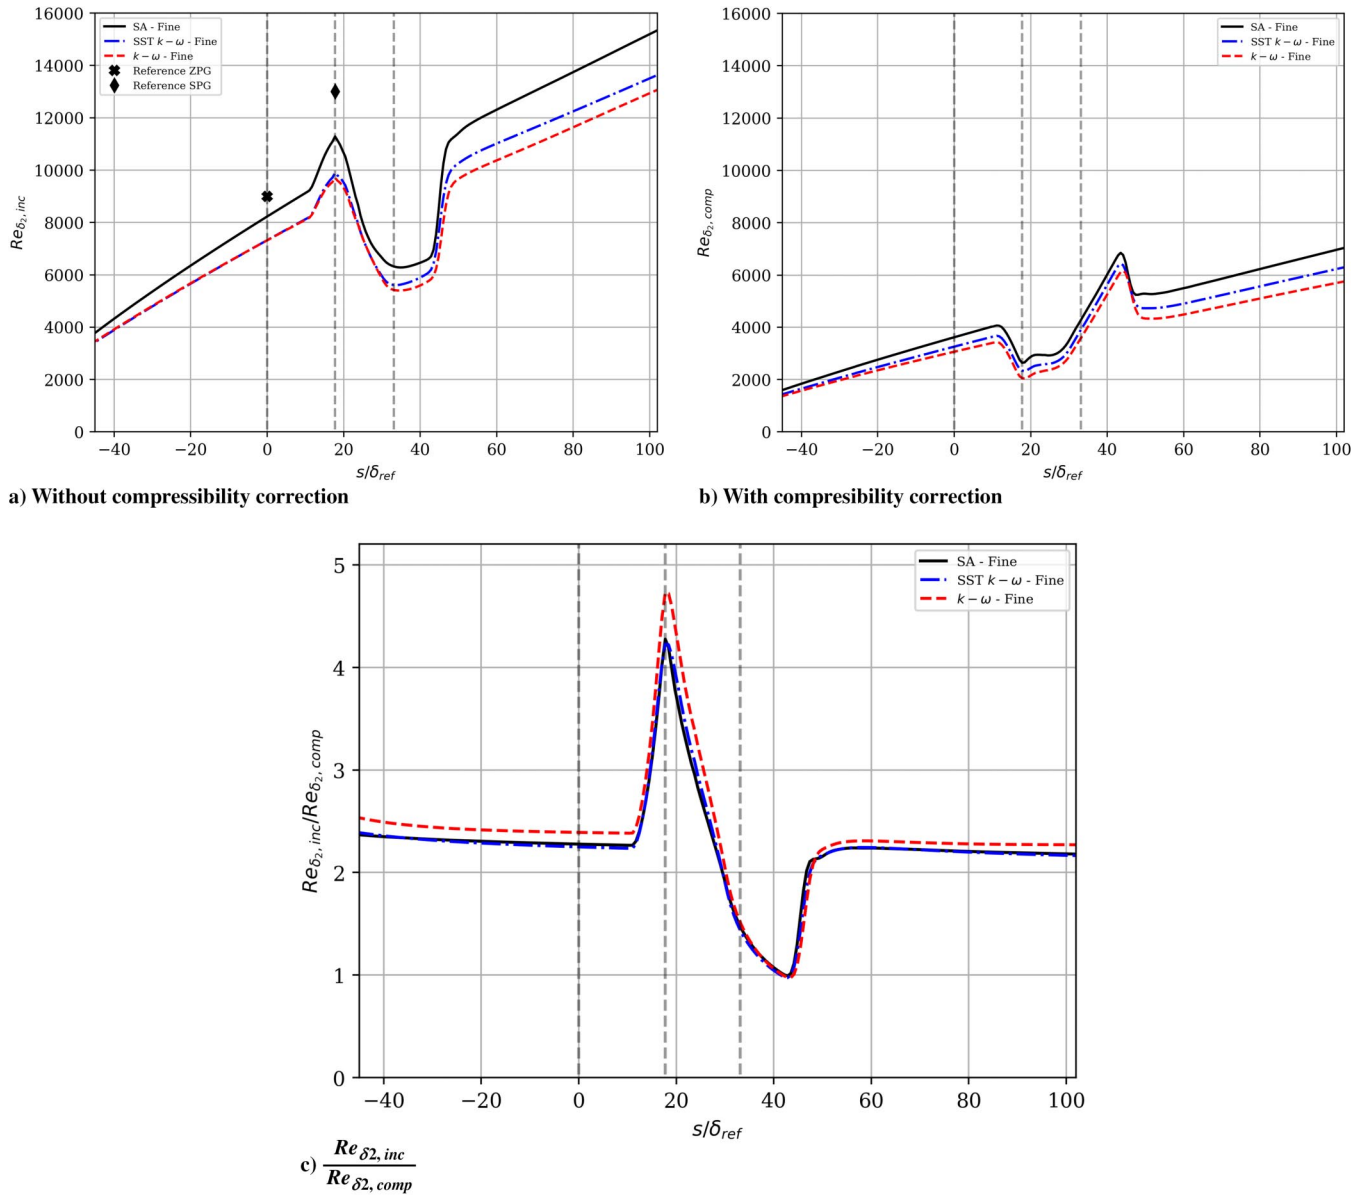 16000
14000
12000
10000
8000
6000
4000
2000
0
Re_{δ_2, inc}
SA - Fine
SST k − ω - Fine
k − ω - Fine
Reference ZPG
Reference SPG
−40 −20 0 20 40 60 80 100
s/δ_{ref}
a) Without compressibility correction
16000
14000
12000
10000
8000
6000
4000
2000
0
Re_{δ_2, comp}
SA - Fine
SST k − ω - Fine
k − ω - Fine
−40 −20 0 20 40 60 80 100
s/δ_{ref}
b) With compresibility correction
5
4
3
2
1
0
Re_{δ_2, inc}/Re_{δ_2, comp}
SA - Fine
SST k − ω - Fine
k − ω - Fine
−40 −20 0 20 40 60 80 100
s/δ_{ref}
c) Re_{δ2, inc}
Re_{δ2, comp}